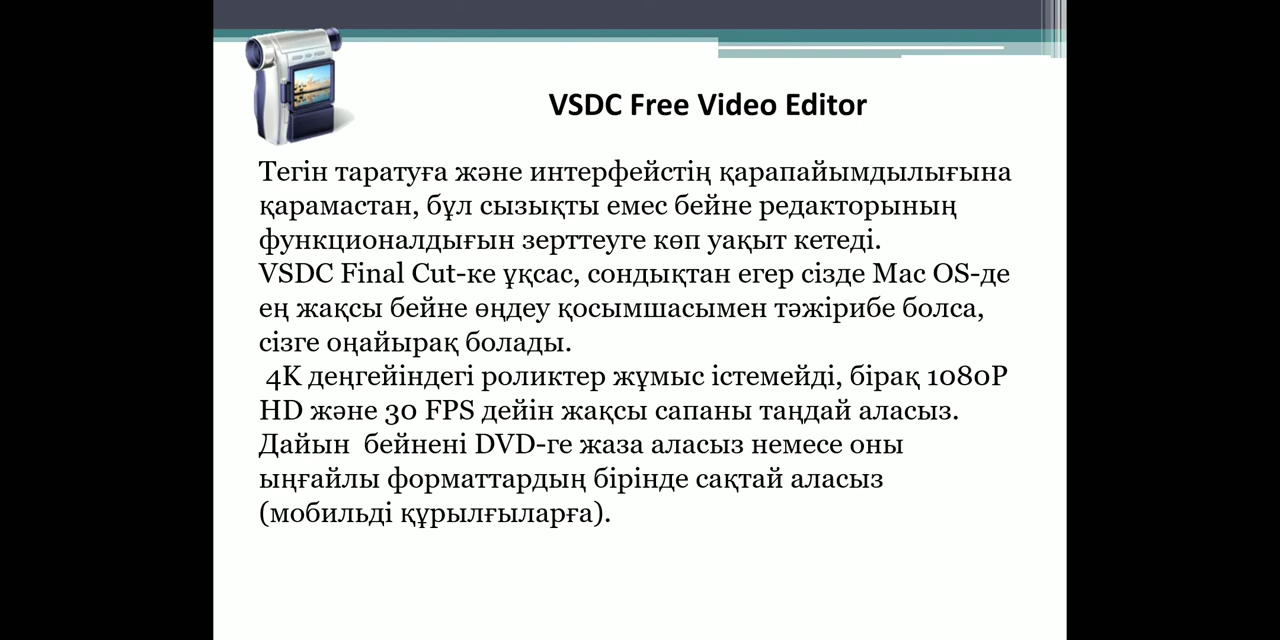 VSDC Free Video Editor
Тегін таратуға және интерфейстің қарапайымдылығына
қарамастан, бұл сызықты емес бейне редакторының
функционалдығын зерттеуге көп уақыт кетеді.
VSDC Final Cut-ке ұқсас, сондықтан егер сізде Mac OS-де
ең жақсы бейне өңдеу қосымшасымен тәжірибе болса,
сізге оңайырақ болады.
4K деңгейіндегі роликтер жұмыс істемейді, бірақ 1080P
HD және 30 FPS дейін жақсы сапаны таңдай аласыз.
Дайын  бейнені DVD-ге жаза аласыз немесе оны
ыңғайлы форматтардың бірінде сақтай аласыз
(мобильді құрылғыларға).